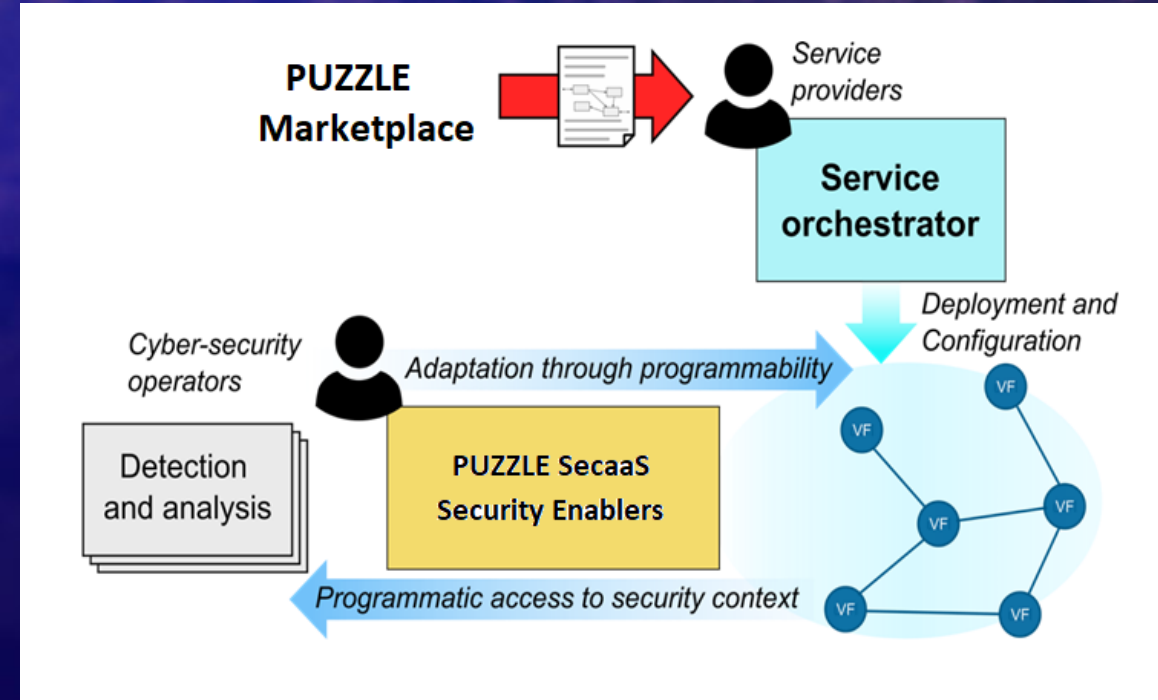 PUZZLE
Marketplace
Service
providers
Service
orchestrator
Deployment and
Configuration
Cyber-security
operators
Adaptation through programmability
Detection
and analysis
PUZZLE SecaaS
Security Enablers
VF
VF
VF
VF
VF
VF
Programmatic access to security context